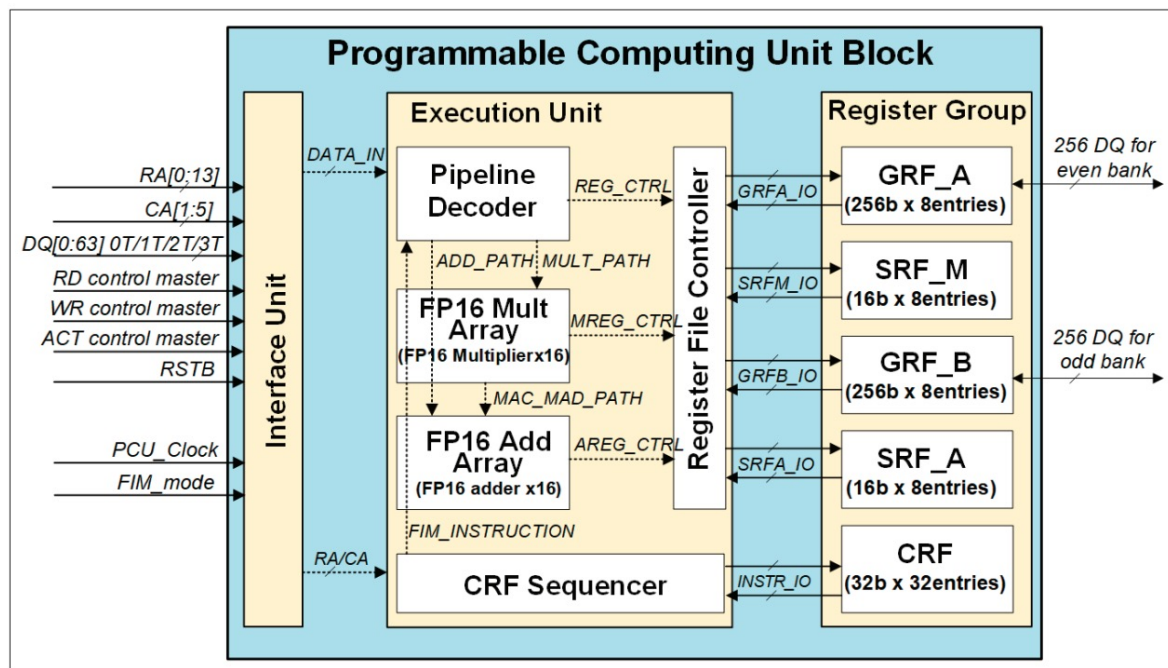 Programmable Computing Unit Block
RA[0:13]
CA[1:5]
DQ[0:63] 0T/1T/2T/3T
RD control master
WR control master
ACT control master
RSTB
PCU_Clock
FIM_mode
Interface Unit
DATA_IN
RA/CA
Execution Unit
Pipeline
Decoder
REG_CTRL
ADD_PATH
MULT_PATH
FP16 Mult
Array
(FP16 Multiplierx16)
MREG_CTRL
MAC_MAD_PATH
FP16 Add
Array
(FP16 adder x16)
AREG_CTRL
FIM_INSTRUCTION
CRF Sequencer
Register File Controller
GRFA_IO
SRFM_IO
GRFB_IO
SRFA_IO
INSTR_IO
Register Group
GRF_A
(256b x 8entries)
SRF_M
(16b x 8entries)
GRF_B
(256b x 8entries)
SRF_A
(16b x 8entries)
CRF
(32b x 32entries)
256 DQ for
even bank
256 DQ for
odd bank